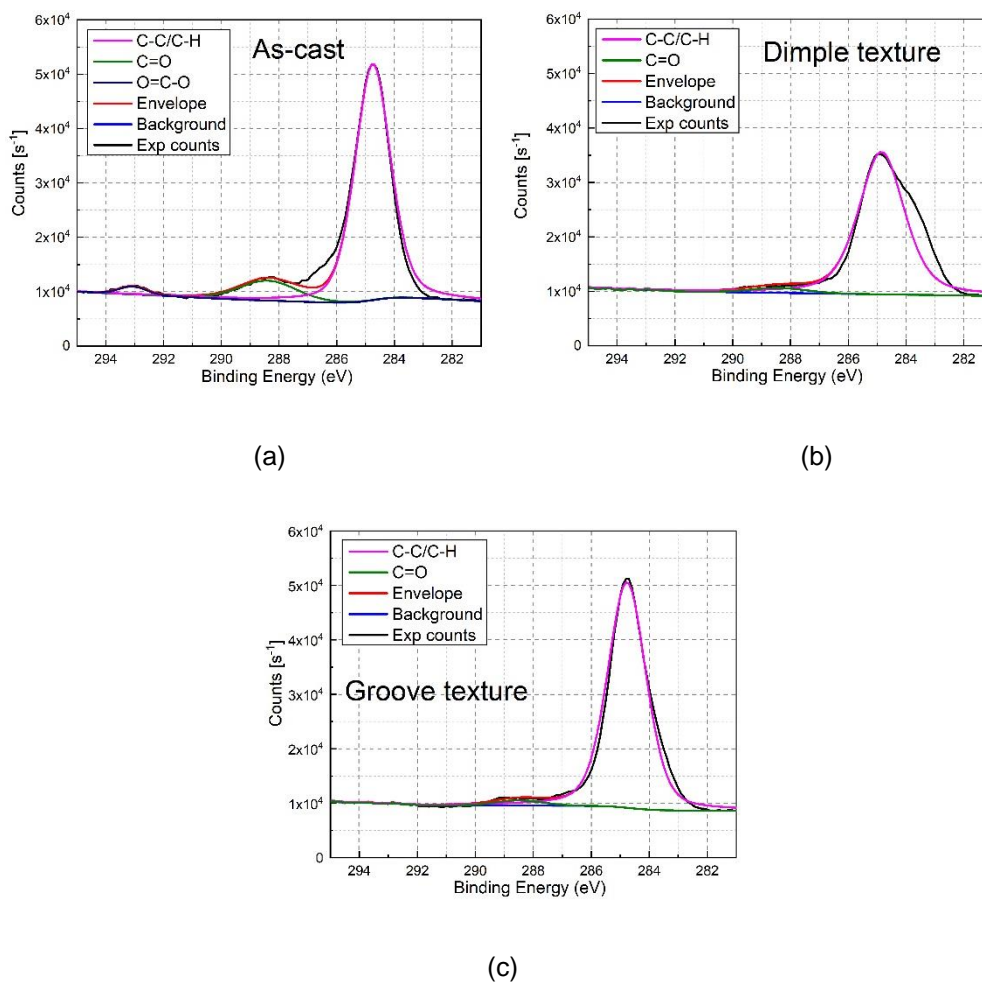 As-cast
C-C/C-H
C=O
O=C-O
Envelope
Background
Exp counts
6x10⁴
5x10⁴
4x10⁴
3x10⁴
2x10⁴
1x10⁴
0
Counts [s⁻¹]
294 292 290 288 286 284 282
Binding Energy (eV)
(a)
Dimple texture
C-C/C-H
C=O
Envelope
Background
Exp counts
6x10⁴
5x10⁴
4x10⁴
3x10⁴
2x10⁴
1x10⁴
0
Counts [s⁻¹]
294 292 290 288 286 284 282
Binding Energy (eV)
(b)
C-C/C-H
C=O
Envelope
Background
Exp counts
Groove texture
6x10⁴
5x10⁴
4x10⁴
3x10⁴
2x10⁴
1x10⁴
0
Counts [s⁻¹]
294 292 290 288 286 284 282
Binding Energy (eV)
(c)